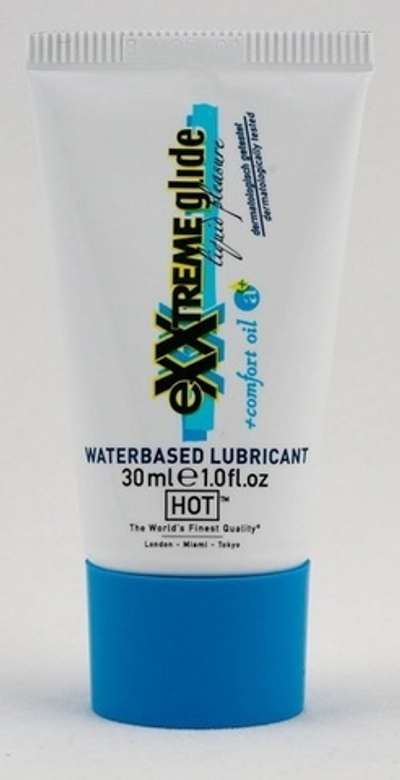 eXXTREME glide
liquid pleasure
dermatologisch getestet
dermatologically tested
+comfort oil a+
WATERBASED LUBRICANT
30 ml e 1.0fl.oz
HOT™
The World's Finest Quality*
London - Miami - Tokyo